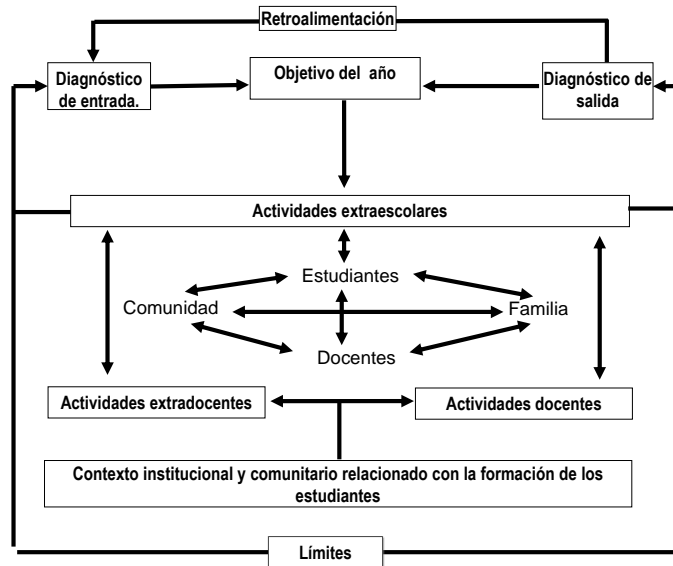 Retroalimentación
Diagnóstico
de entrada.
Objetivo del año
Diagnóstico de
salida
Actividades extraescolares
Estudiantes
Comunidad
Familia
Docentes
Actividades extradocentes
Actividades docentes
Contexto institucional y comunitario relacionado con la formación de los
estudiantes
Límites